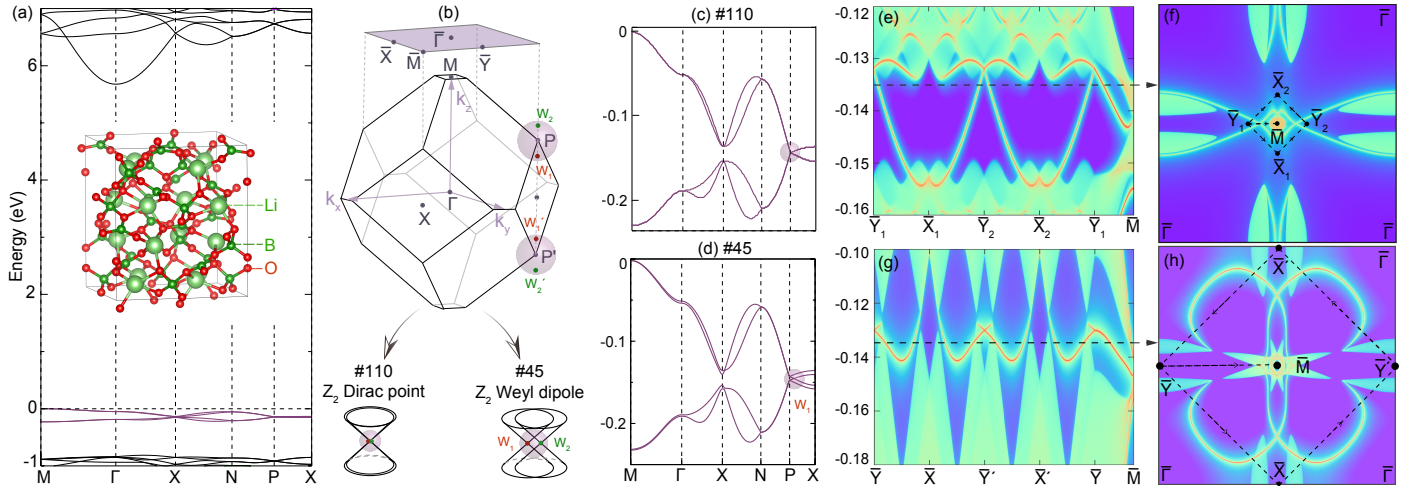 (a)
Energy (eV)
6
4
2
0
-1
M Γ X N P X
Li
B
O
(b)
Γ̄
X̄
M̄
Ȳ
M
k_z
k_x
k_y
X
Γ
w_2
P
w_1
w_1´
P'
w_2´
#110
Z_2 Dirac point
#45
Z_2 Weyl dipole
w_1 w_2
(c) #110
0
-0.1
-0.2
M Γ X N P X
(d) #45
0
-0.1
-0.2
w_1
M Γ X N P X
(e)
-0.12
-0.13
-0.14
-0.15
-0.16
Ȳ_1 X̄_1 Ȳ_2 X̄_2 Ȳ_1 M̄
(f)
Γ̄
X̄_2
Ȳ_1
Ȳ_2
M̄
X̄_1
Γ̄
Γ̄
(g)
-0.10
-0.12
-0.14
-0.16
-0.18
Ȳ X̄ Ȳ´ X̄´ Ȳ M̄
(h)
X̄
Γ̄
M̄
Ȳ
Ȳ
X̄
Γ̄
Γ̄